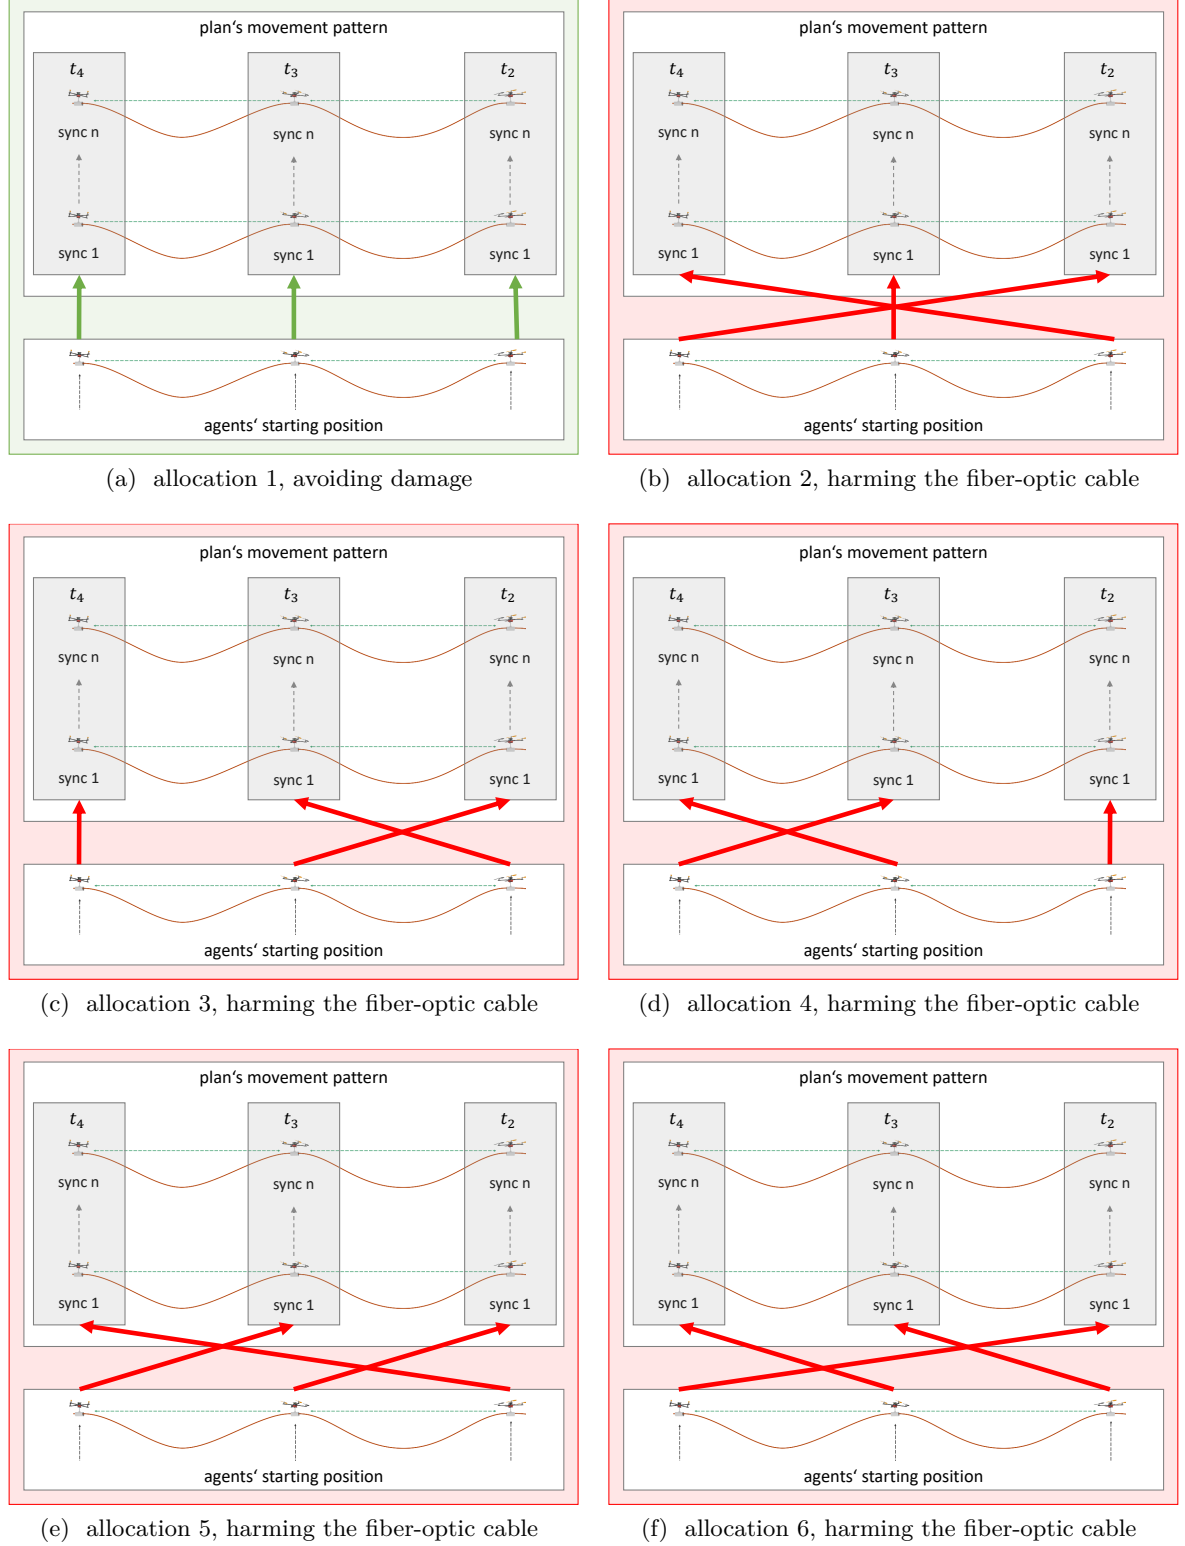 plan‘s movement pattern
t4 t3 t2
sync n sync n sync n
sync 1 sync 1 sync 1
agents‘ starting position
(a) allocation 1, avoiding damage
plan‘s movement pattern
t4 t3 t2
sync n sync n sync n
sync 1 sync 1 sync 1
agents‘ starting position
(b) allocation 2, harming the fiber-optic cable
plan‘s movement pattern
t4 t3 t2
sync n sync n sync n
sync 1 sync 1 sync 1
agents‘ starting position
(c) allocation 3, harming the fiber-optic cable
plan‘s movement pattern
t4 t3 t2
sync n sync n sync n
sync 1 sync 1 sync 1
agents‘ starting position
(d) allocation 4, harming the fiber-optic cable
plan‘s movement pattern
t4 t3 t2
sync n sync n sync n
sync 1 sync 1 sync 1
agents‘ starting position
(e) allocation 5, harming the fiber-optic cable
plan‘s movement pattern
t4 t3 t2
sync n sync n sync n
sync 1 sync 1 sync 1
agents‘ starting position
(f) allocation 6, harming the fiber-optic cable